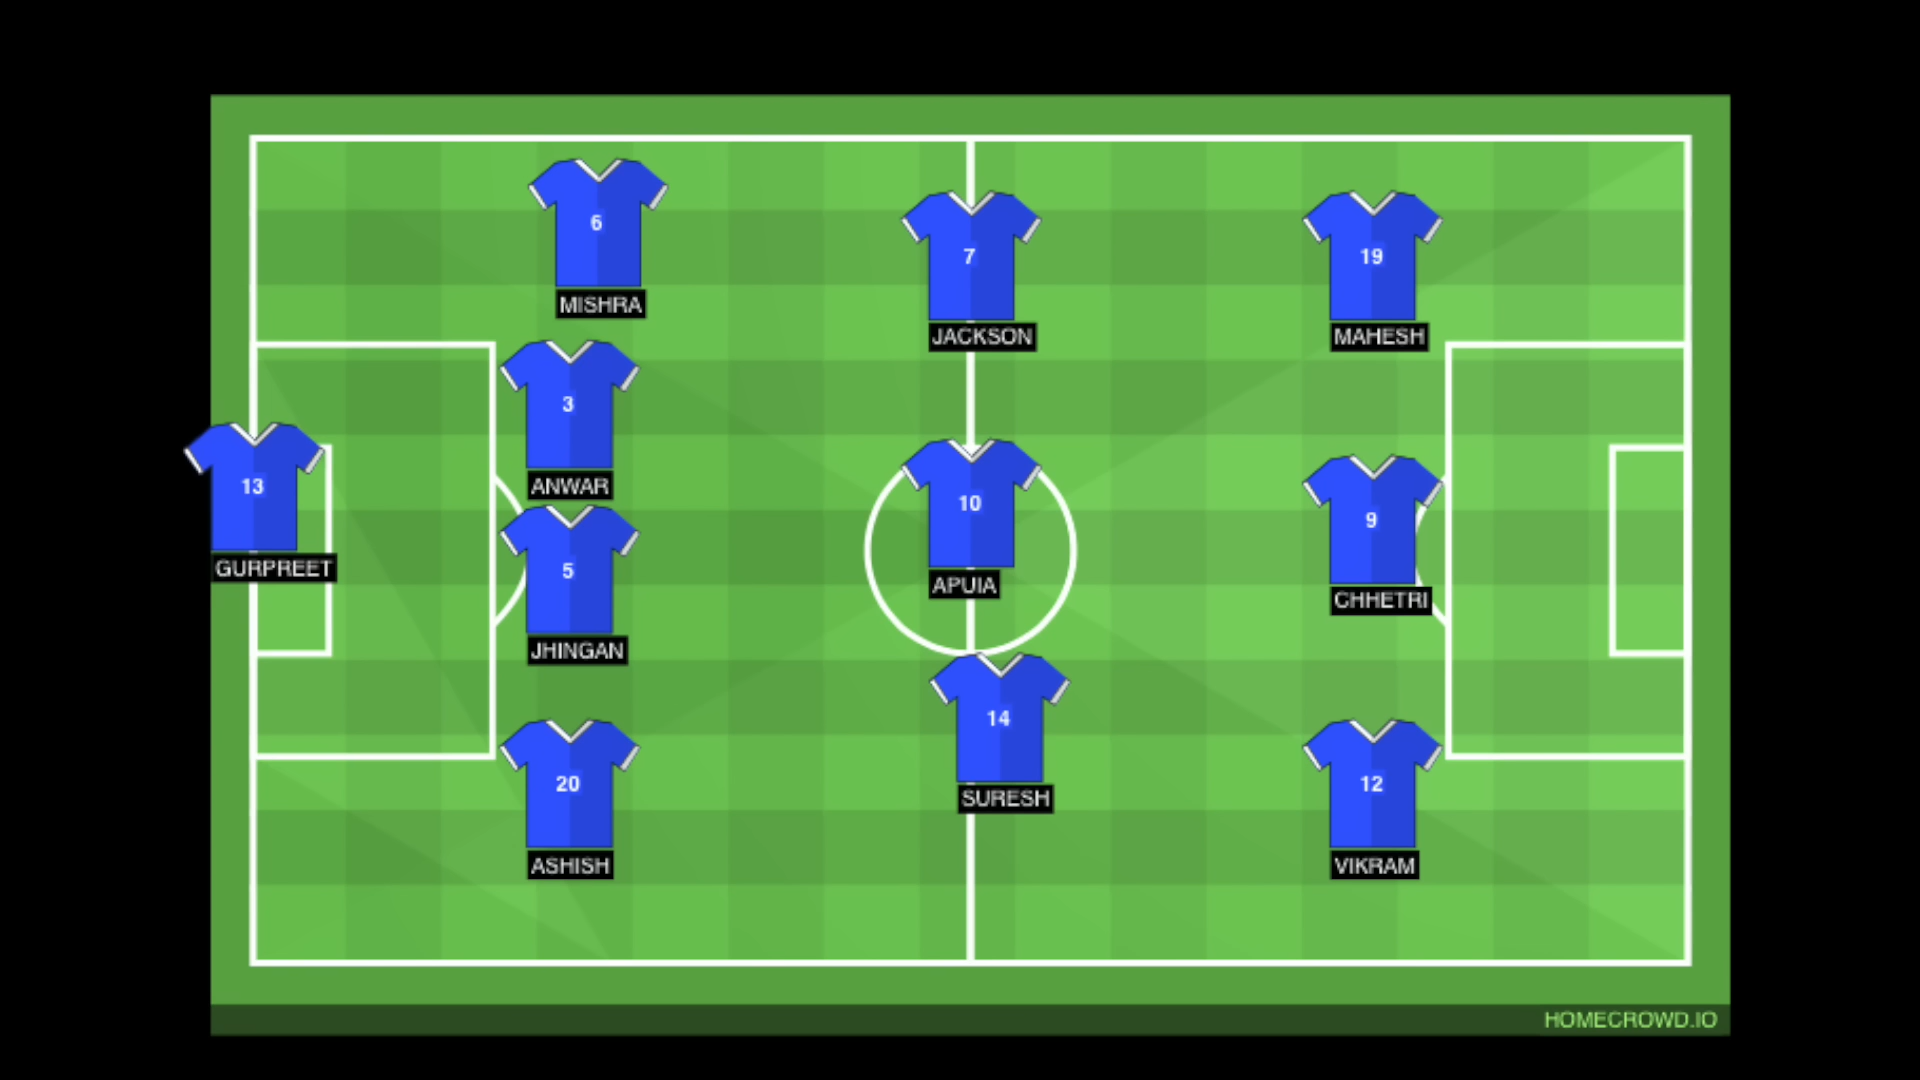 6
MISHRA
7
JACKSON
19
MAHESH
3
ANWAR
13
GURPREET
10
APUIA
9
CHHETRI
5
JHINGAN
14
SURESH
20
ASHISH
12
VIKRAM
HOMECROWD.IO